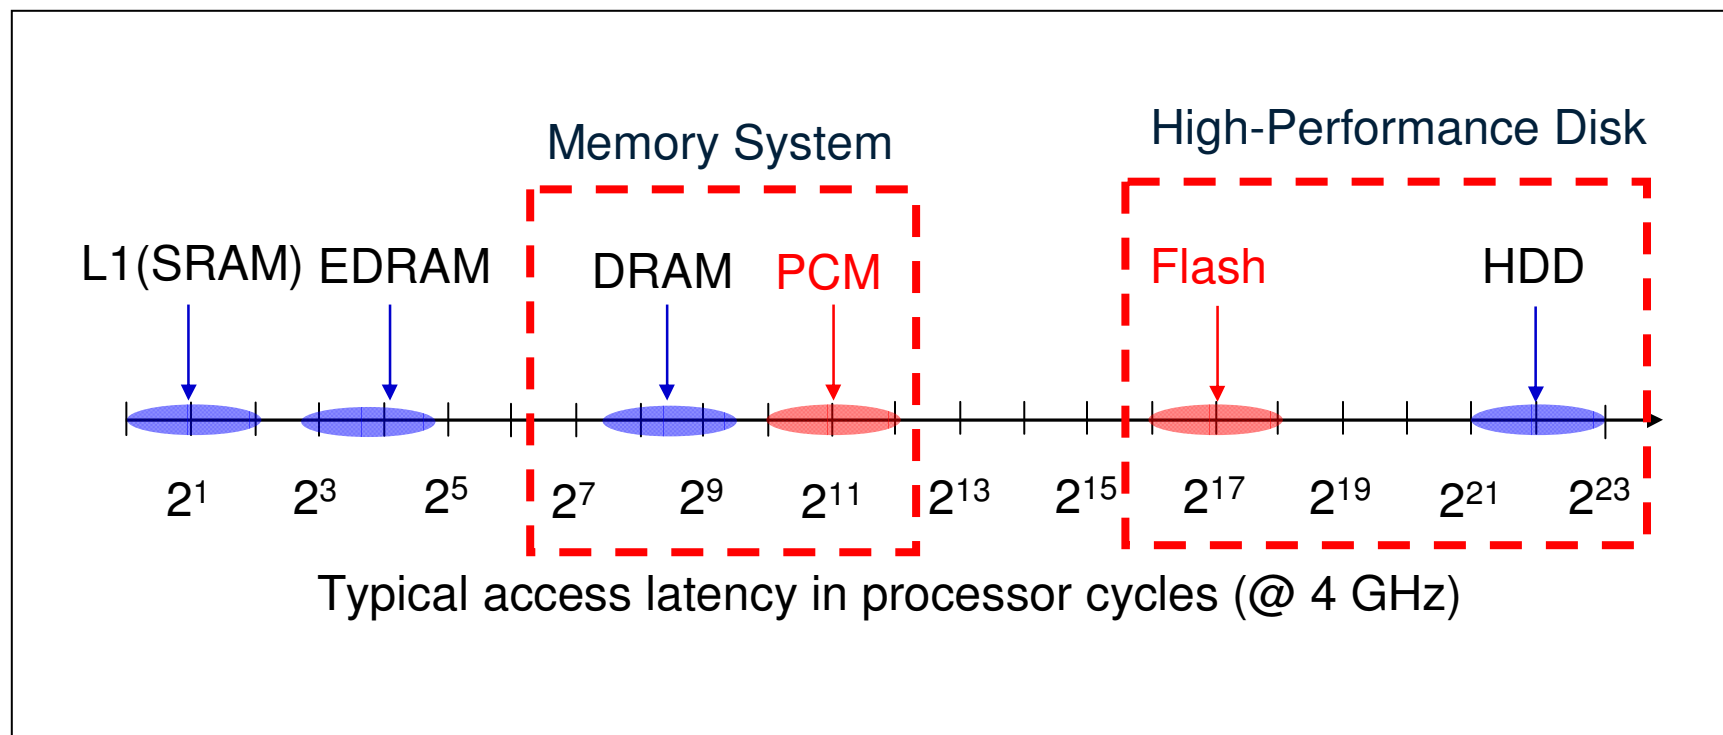 Memory System
High-Performance Disk
L1(SRAM) EDRAM DRAM PCM Flash HDD
2¹ 2³ 2⁵ 2⁷ 2⁹ 2¹¹ 2¹³ 2¹⁵ 2¹⁷ 2¹⁹ 2²¹ 2²³
Typical access latency in processor cycles (@ 4 GHz)